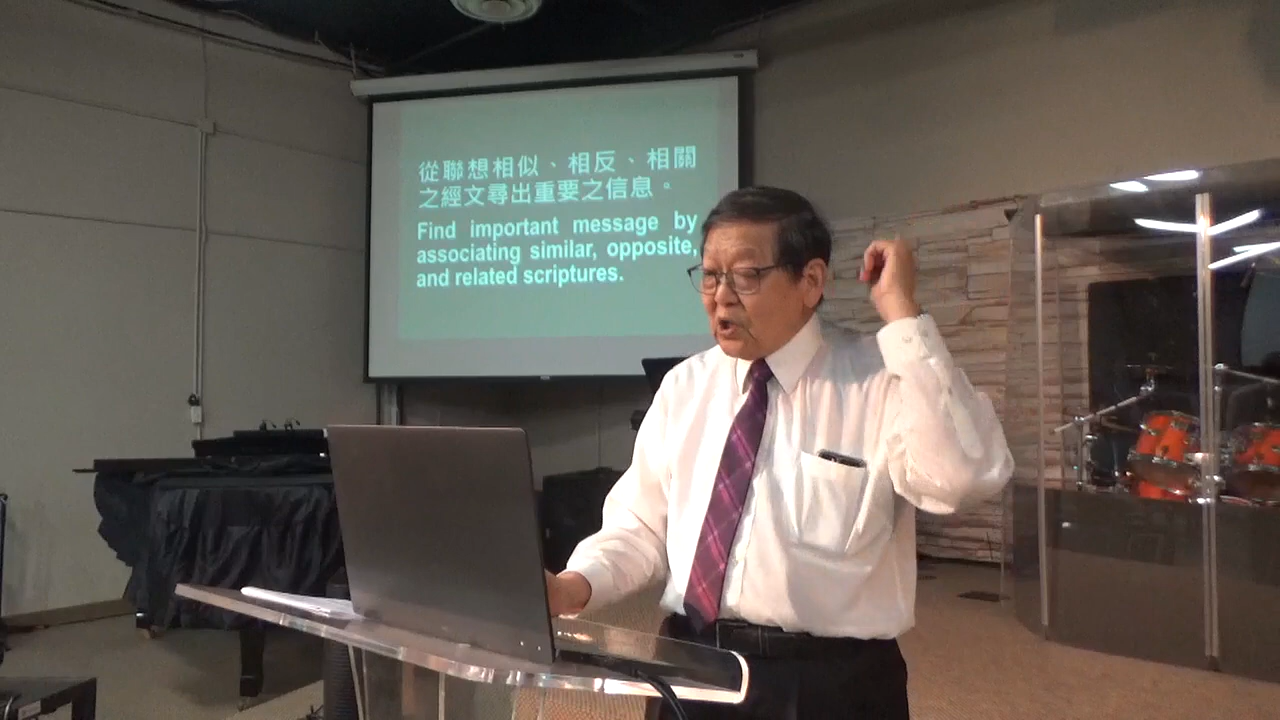 從聯想相似、相反、相關
之經文尋出重要之信息。
Find important message by
associating similar, opposite,
and related scriptures.